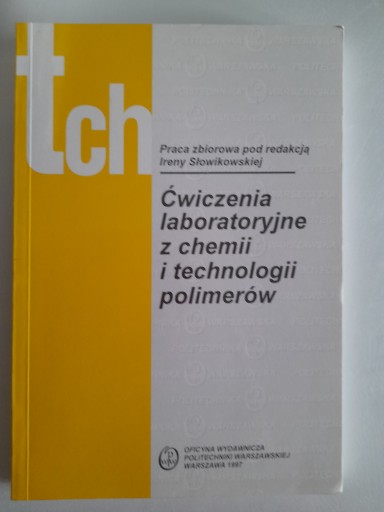 tch
Praca zbiorowa pod redakcją
Ireny Słowikowskiej
Ćwiczenia
laboratoryjne
z chemii
i technologii
polimerów
OFICYNA WYDAWNICZA
POLITECHNIKI WARSZAWSKIEJ
WARSZAWA 1997